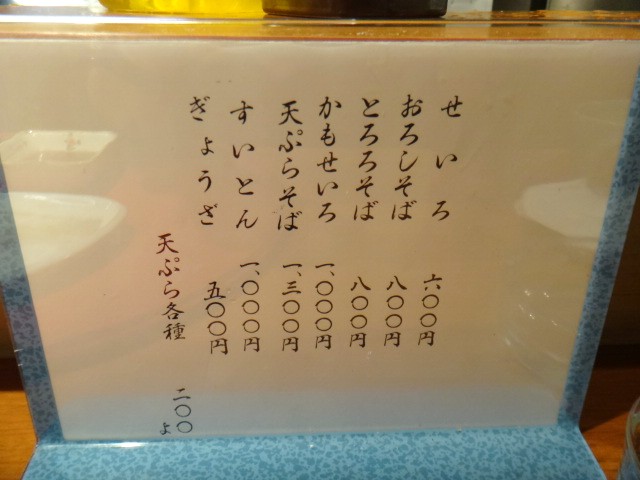 せいろ 六〇〇円
おろしそば 八〇〇円
とろろそば 八〇〇円
かもせいろ 一、〇〇〇円
天ぷらそば 一、三〇〇円
すいとん 一、〇〇〇円
ぎょうざ 五〇〇円
天ぷら各種 二〇〇
よ